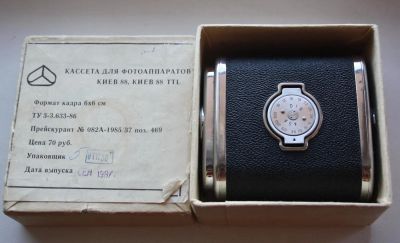 КАССЕТА ДЛЯ ФОТОАППАРАТОВ
КИЕВ 88, КИЕВ 88 TTL
Формат кадра 6х6 см
ТУ 3-3.633-86
Прейскурант № 082А-1985/37 поз. 469
Цена 70 руб.
Упаковщик
Дата выпуска